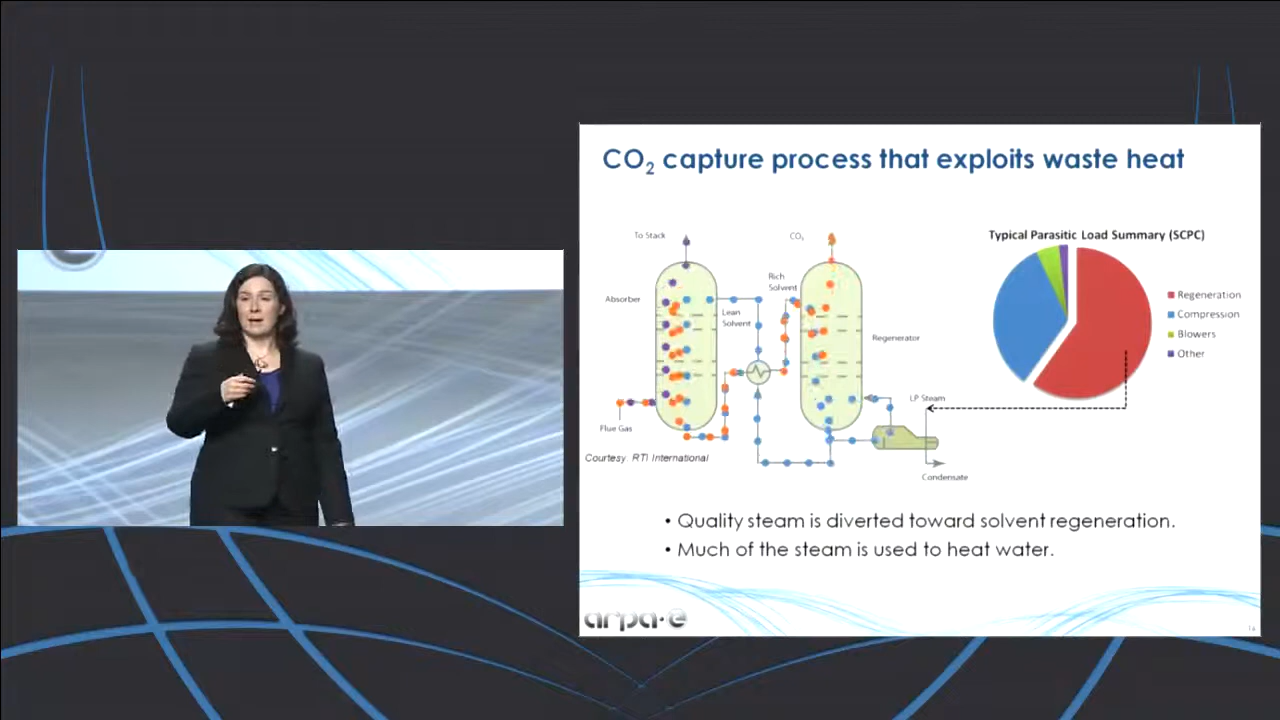 CO₂ capture process that exploits waste heat
To Stack
CO₂
Typical Parasitic Load Summary (SCPC)
Rich
Solvent
Absorber
Lean
Solvent
Regenerator
Regeneration
Compression
Blowers
Other
LP Steam
Flue Gas
Courtesy: RTI International
Condensate
• Quality steam is diverted toward solvent regeneration.
• Much of the steam is used to heat water.
arpa·e